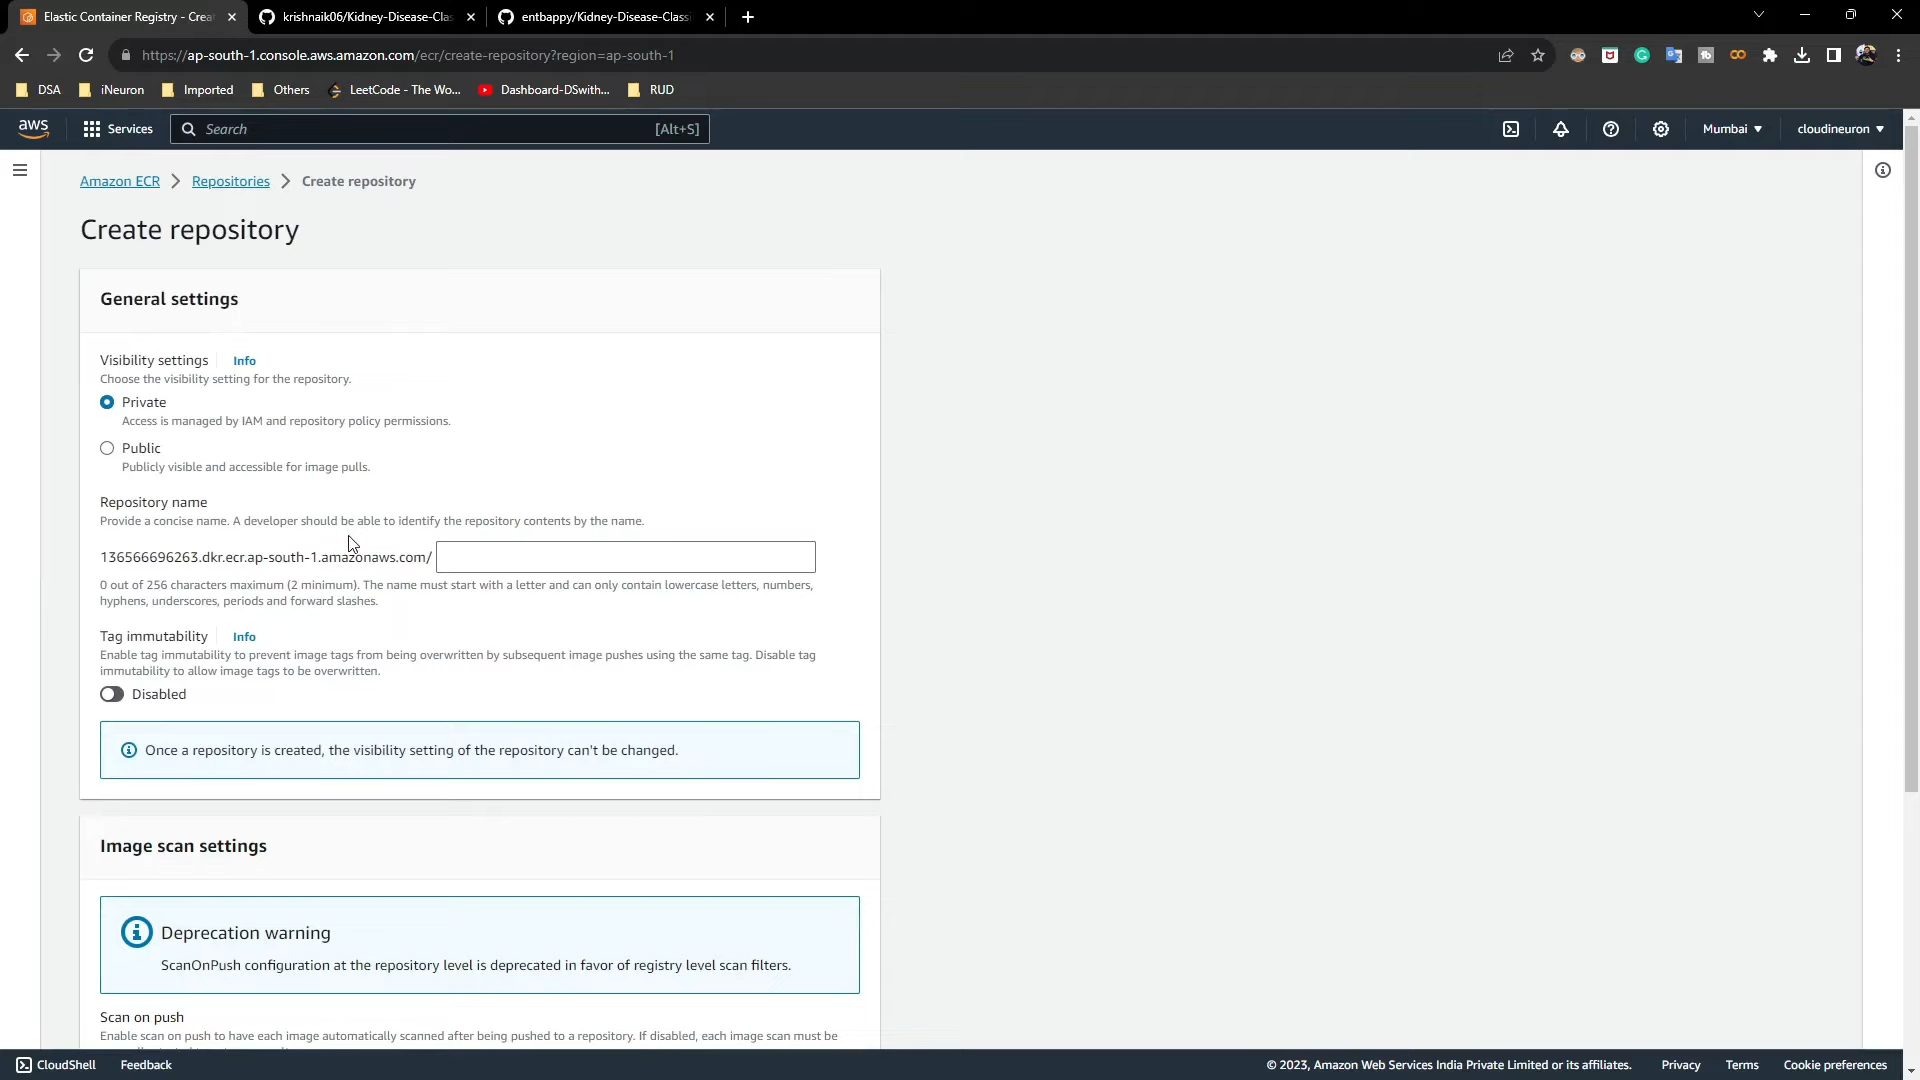 Elastic Container Registry - Crea
krishnaik06/Kidney-Disease-Clas
entbappy/Kidney-Disease-Classi
https://ap-south-1.console.aws.amazon.com/ecr/create-repository?region=ap-south-1
DSA
iNeuron
Imported
Others
LeetCode - The Wo...
Dashboard-DSwith...
RUD
aws
Services
Search
[Alt+S]
Mumbai
cloudineuron
Amazon ECR
Repositories
Create repository
Create repository
General settings
Visibility settings
Info
Choose the visibility setting for the repository.
Private
Access is managed by IAM and repository policy permissions.
Public
Publicly visible and accessible for image pulls.
Repository name
Provide a concise name. A developer should be able to identify the repository contents by the name.
136566696263.dkr.ecr.ap-south-1.amazonaws.com/
0 out of 256 characters maximum (2 minimum). The name must start with a letter and can only contain lowercase letters, numbers,
hyphens, underscores, periods and forward slashes.
Tag immutability
Info
Enable tag immutability to prevent image tags from being overwritten by subsequent image pushes using the same tag. Disable tag
immutability to allow image tags to be overwritten.
Disabled
Once a repository is created, the visibility setting of the repository can't be changed.
Image scan settings
Deprecation warning
ScanOnPush configuration at the repository level is deprecated in favor of registry level scan filters.
Scan on push
Enable scan on push to have each image automatically scanned after being pushed to a repository. If disabled, each image scan must be
CloudShell
Feedback
© 2023, Amazon Web Services India Private Limited or its affiliates.
Privacy
Terms
Cookie preferences